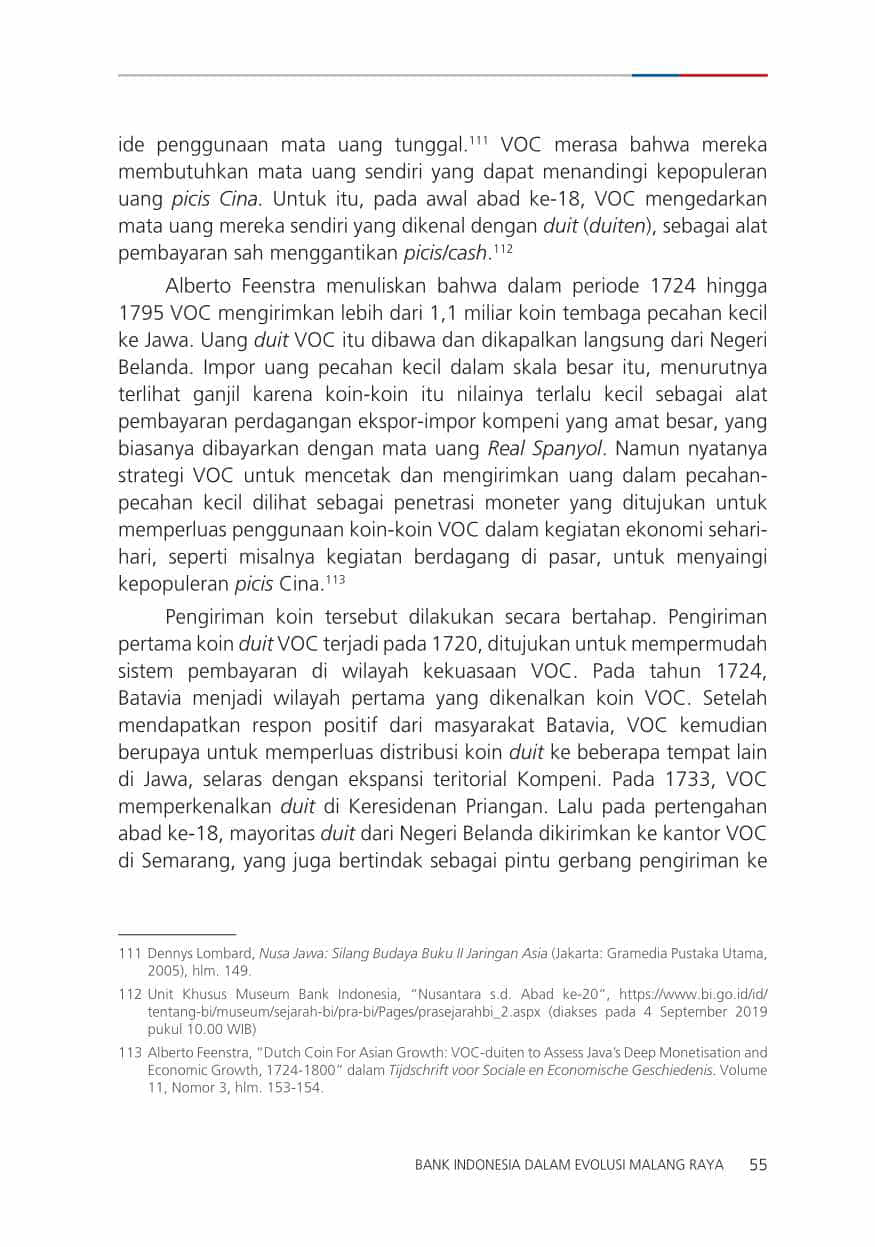 ide penggunaan mata uang tunggal.111 VOC merasa bahwa mereka
membutuhkan mata uang sendiri yang dapat menandingi kepopuleran
uang picis Cina. Untuk itu, pada awal abad ke-18, VOC mengedarkan
mata uang mereka sendiri yang dikenal dengan duit (duiten), sebagai alat
pembayaran sah menggantikan picis/cash.112
Alberto Feenstra menuliskan bahwa dalam periode 1724 hingga
1795 VOC mengirimkan lebih dari 1,1 miliar koin tembaga pecahan kecil
ke Jawa. Uang duit VOC itu dibawa dan dikapalkan langsung dari Negeri
Belanda. Impor uang pecahan kecil dalam skala besar itu, menurutnya
terlihat ganjil karena koin-koin itu nilainya terlalu kecil sebagai alat
pembayaran perdagangan ekspor-impor kompeni yang amat besar, yang
biasanya dibayarkan dengan mata uang Real Spanyol. Namun nyatanya
strategi VOC untuk mencetak dan mengirimkan uang dalam pecahan-
pecahan kecil dilihat sebagai penetrasi moneter yang ditujukan untuk
memperluas penggunaan koin-koin VOC dalam kegiatan ekonomi sehari-
hari, seperti misalnya kegiatan berdagang di pasar, untuk menyaingi
kepopuleran picis Cina.113
Pengiriman koin tersebut dilakukan secara bertahap. Pengiriman
pertama koin duit VOC terjadi pada 1720, ditujukan untuk mempermudah
sistem pembayaran di wilayah kekuasaan VOC. Pada tahun 1724,
Batavia menjadi wilayah pertama yang dikenalkan koin VOC. Setelah
mendapatkan respon positif dari masyarakat Batavia, VOC kemudian
berupaya untuk memperluas distribusi koin duit ke beberapa tempat lain
di Jawa, selaras dengan ekspansi teritorial Kompeni. Pada 1733, VOC
memperkenalkan duit di Keresidenan Priangan. Lalu pada pertengahan
abad ke-18, mayoritas duit dari Negeri Belanda dikirimkan ke kantor VOC
di Semarang, yang juga bertindak sebagai pintu gerbang pengiriman ke
111 Dennys Lombard, Nusa Jawa: Silang Budaya Buku II Jaringan Asia (Jakarta: Gramedia Pustaka Utama,
2005), hlm. 149.
112 Unit Khusus Museum Bank Indonesia, “Nusantara s.d. Abad ke-20”, https://www.bi.go.id/id/
tentang-bi/museum/sejarah-bi/pra-bi/Pages/prasejarahbi_2.aspx (diakses pada 4 September 2019
pukul 10.00 WIB)
113 Alberto Feenstra, “Dutch Coin For Asian Growth: VOC-duiten to Assess Java’s Deep Monetisation and
Economic Growth, 1724-1800” dalam Tijdschrift voor Sociale en Economische Geschiedenis. Volume
11, Nomor 3, hlm. 153-154.
BANK INDONESIA DALAM EVOLUSI MALANG RAYA 55